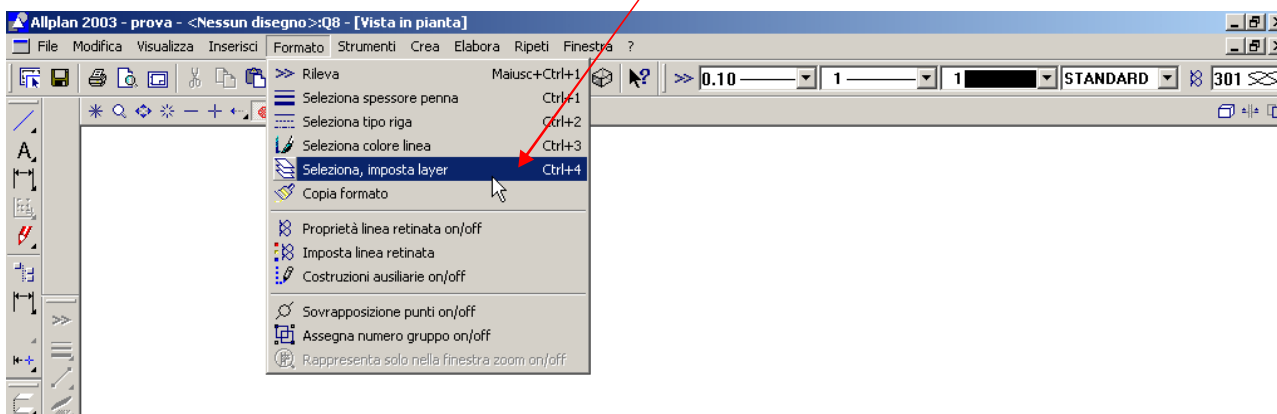 Allplan 2003 - prova - <Nessun disegno>:Q8 - [Vista in pianta]
File Modifica Visualizza Inserisci Formato Strumenti Crea Elabora Ripeti Finestra ?
>> 0.10 1 1 STANDARD 301
>> Rileva Maiusc+Ctrl+1
Seleziona spessore penna Ctrl+1
Seleziona tipo riga Ctrl+2
Seleziona colore linea Ctrl+3
Seleziona, imposta layer Ctrl+4
Copia formato
Proprietà linea retinata on/off
Imposta linea retinata
Costruzioni ausiliarie on/off
Sovrapposizione punti on/off
Assegna numero gruppo on/off
Rappresenta solo nella finestra zoom on/off